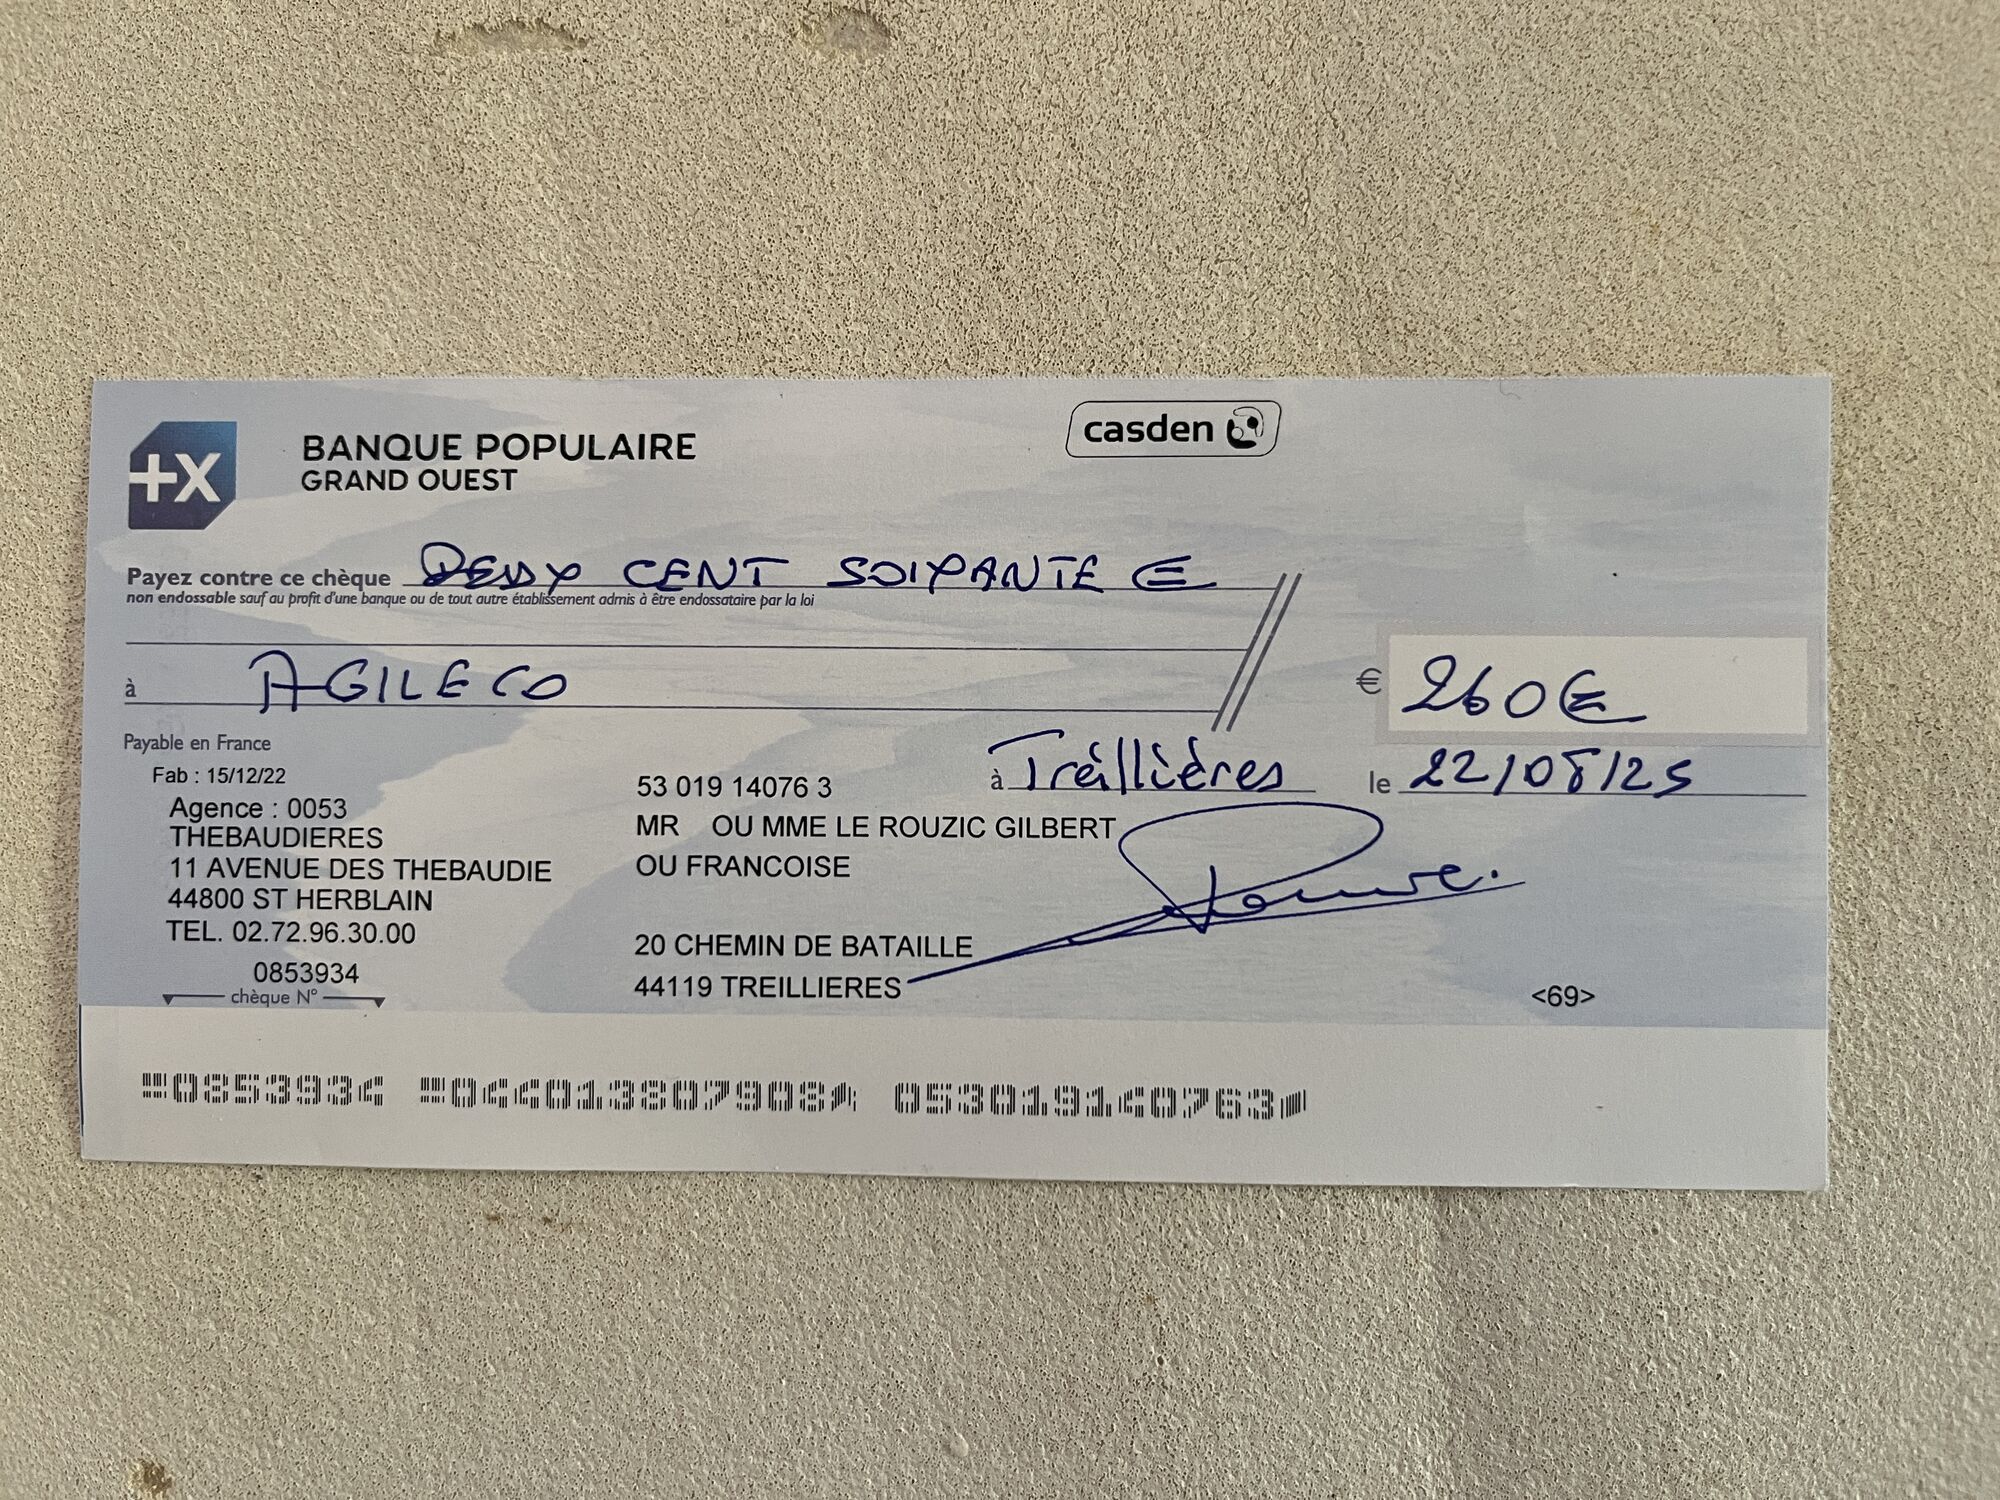 +X
BANQUE POPULAIRE
GRAND OUEST
casden
Payez contre ce chèque DEUX CENT SOIXANTE €
non endossable sauf au profit d'une banque ou de tout autre établissement admis à être endossataire par la loi
à AGILECO
€ 260€
Payable en France
à Treillières le 22/08/25
Fab : 15/12/22
Agence : 0053
THEBAUDIERES
11 AVENUE DES THEBAUDIE
44800 ST HERBLAIN
TEL. 02.72.96.30.00
0853934
chèque N°
53 019 14076 3
MR OU MME LE ROUZIC GILBERT
OU FRANCOISE
20 CHEMIN DE BATAILLE
44119 TREILLIERES
<69>
0853934 044013807908 053019140763